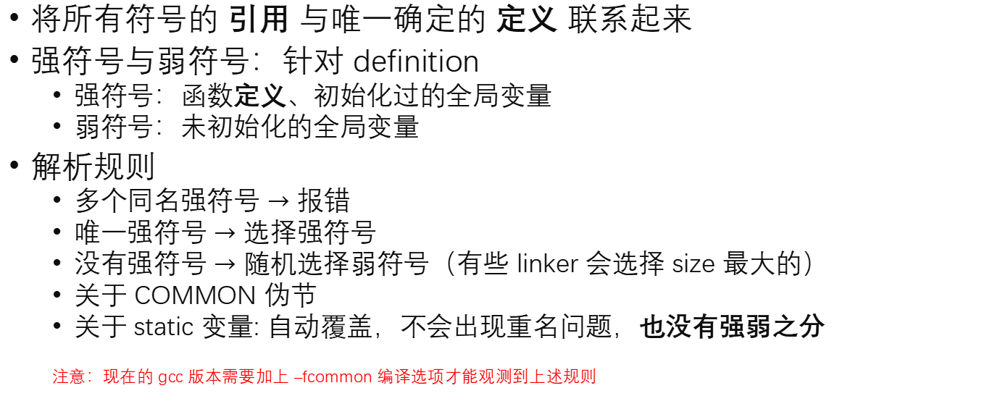 • 将所有符号的 引用 与唯一确定的 定义 联系起来
• 强符号与弱符号：针对 definition
• 强符号：函数定义、初始化过的全局变量
• 弱符号：未初始化的全局变量
• 解析规则
• 多个同名强符号 → 报错
• 唯一强符号 → 选择强符号
• 没有强符号 → 随机选择弱符号（有些 linker 会选择 size 最大的）
• 关于 COMMON 伪节
• 关于 static 变量: 自动覆盖，不会出现重名问题，也没有强弱之分
注意：现在的 gcc 版本需要加上 –fcommon 编译选项才能观测到上述规则